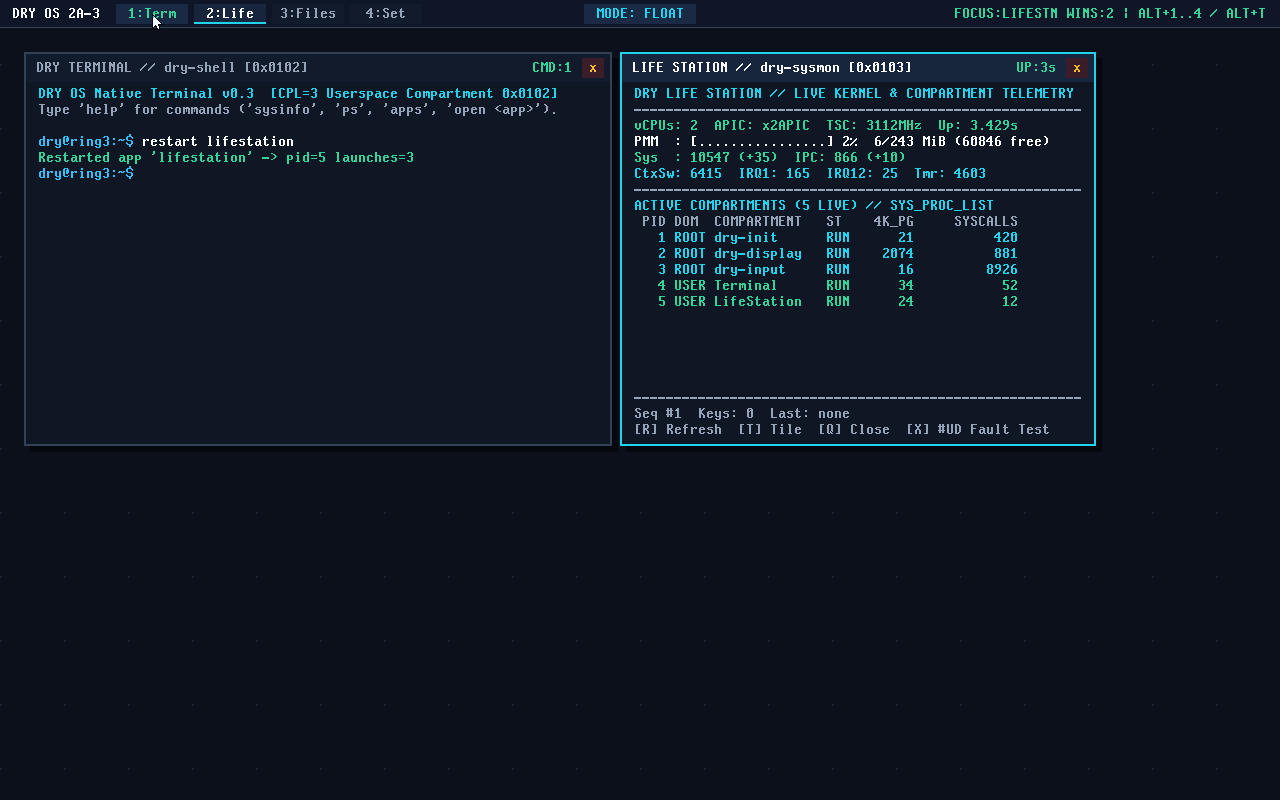 DRY OS 2A-3 1:Term 2:Life 3:Files 4:Set MODE: FLOAT FOCUS:LIFESTN WINS:2 | ALT+1..4 / ALT+T
DRY TERMINAL // dry-shell [0x0102] CMD:1 x
DRY OS Native Terminal v0.3 [CPL=3 Userspace Compartment 0x0102]
Type 'help' for commands ('sysinfo', 'ps', 'apps', 'open <app>').
dry@ring3:~$ restart lifestation
Restarted app 'lifestation' -> pid=5 launches=3
dry@ring3:~$
LIFE STATION // dry-sysmon [0x0103] UP:3s x
DRY LIFE STATION // LIVE KERNEL & COMPARTMENT TELEMETRY
vCPUs: 2 APIC: x2APIC TSC: 3112MHz Up: 3.429s
PMM : [................] 2% 6/243 MiB (60846 free)
Sys : 10547 (+35) IPC: 866 (+10)
CtxSw: 6415 IRQ1: 165 IRQ12: 25 Tmr: 4603
ACTIVE COMPARTMENTS (5 LIVE) // SYS_PROC_LIST
PID DOM COMPARTMENT ST 4K_PG SYSCALLS
1 ROOT dry-init RUN 21 420
2 ROOT dry-display RUN 2074 881
3 ROOT dry-input RUN 16 8926
4 USER Terminal RUN 34 52
5 USER LifeStation RUN 24 12
Seq #1 Keys: 0 Last: none
[R] Refresh [T] Tile [Q] Close [X] #UD Fault Test